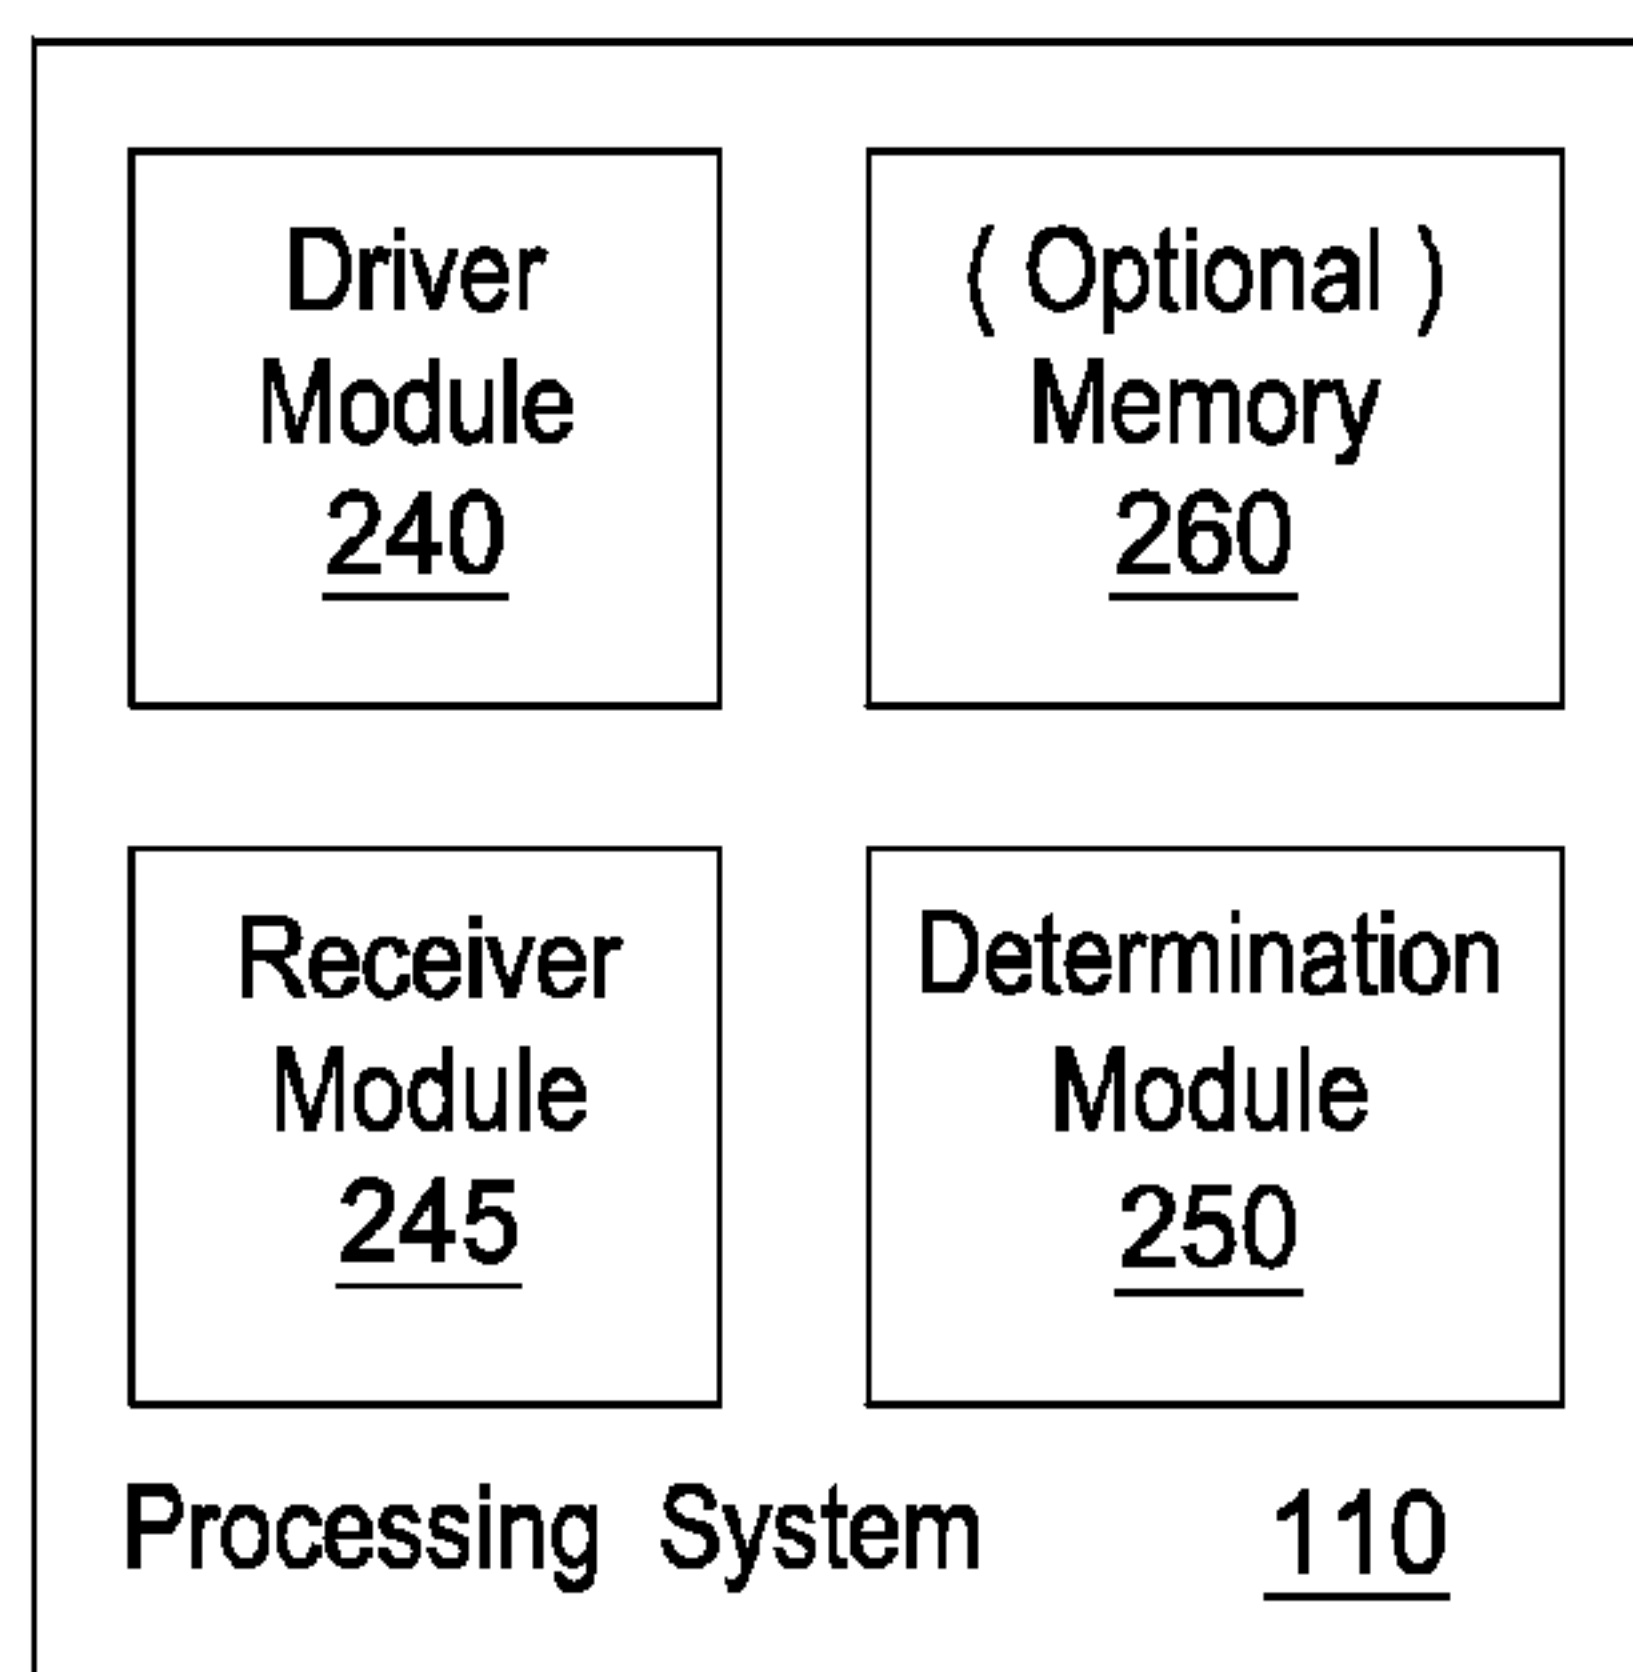 Driver
Module
240
( Optional )
Memory
260
Receiver
Module
245
Determination
Module
250
Processing System 110